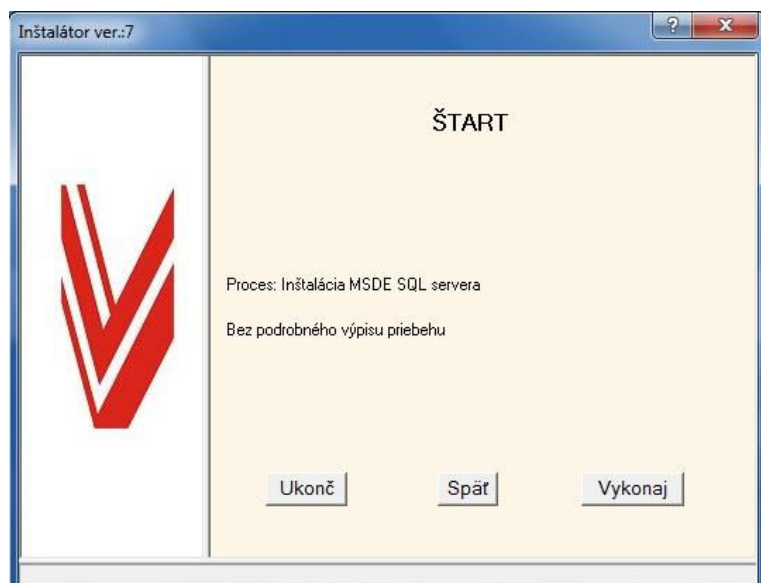 Inštalátor ver.:7
ŠTART
Proces: Inštalácia MSDE SQL servera
Bez podrobného výpisu priebehu
Ukonč
Späť
Vykonaj